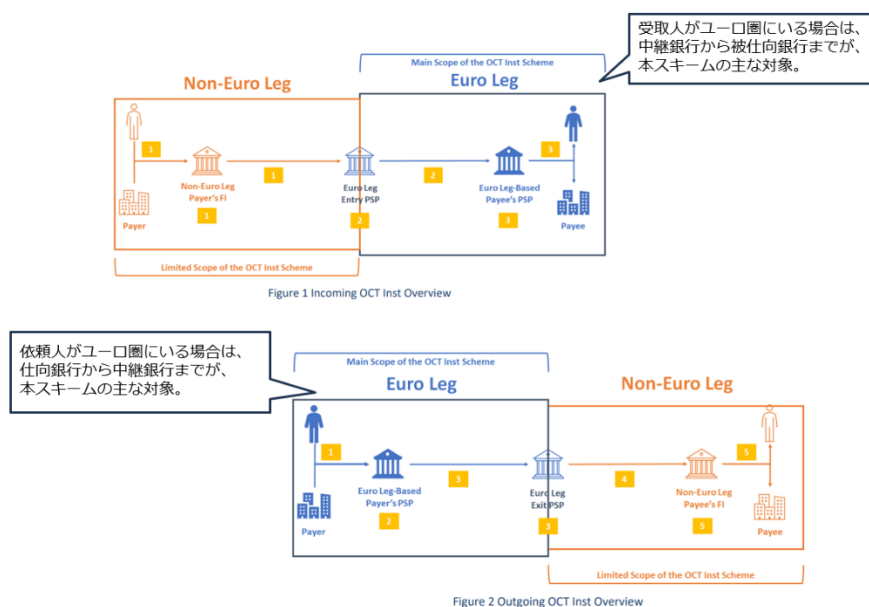 受取人がユーロ圏にいる場合は、
中継銀行から被仕向銀行までが、
本スキームの主な対象。
Main Scope of the OCT Inst Scheme
Non-Euro Leg
Euro Leg
1
1
2
3
Non-Euro Leg
Payer's FI
Euro Leg
Entry PSP
Euro Leg-Based
Payee's PSP
Payer
1
2
3
Payee
Limited Scope of the OCT Inst Scheme
Figure 1 Incoming OCT Inst Overview
依頼人がユーロ圏にいる場合は、
仕向銀行から中継銀行までが、
本スキームの主な対象。
Main Scope of the OCT Inst Scheme
Euro Leg
Non-Euro Leg
1
3
4
5
Euro Leg-Based
Payer's PSP
Euro Leg
Exit PSP
Non-Euro Leg
Payee's FI
Payer
2
3
5
Payee
Limited Scope of the OCT Inst Scheme
Figure 2 Outgoing OCT Inst Overview